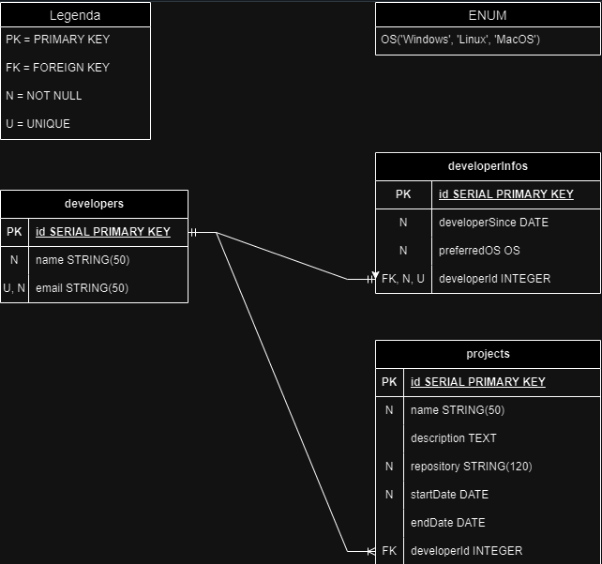 Legenda
PK = PRIMARY KEY
FK = FOREIGN KEY
N = NOT NULL
U = UNIQUE
ENUM
OS('Windows', 'Linux', 'MacOS')
developers
PK id SERIAL PRIMARY KEY
N name STRING(50)
U, N email STRING(50)
developerInfos
PK id SERIAL PRIMARY KEY
N developerSince DATE
N preferredOS OS
FK, N, U developerId INTEGER
projects
PK id SERIAL PRIMARY KEY
N name STRING(50)
description TEXT
N repository STRING(120)
N startDate DATE
endDate DATE
FK developerId INTEGER